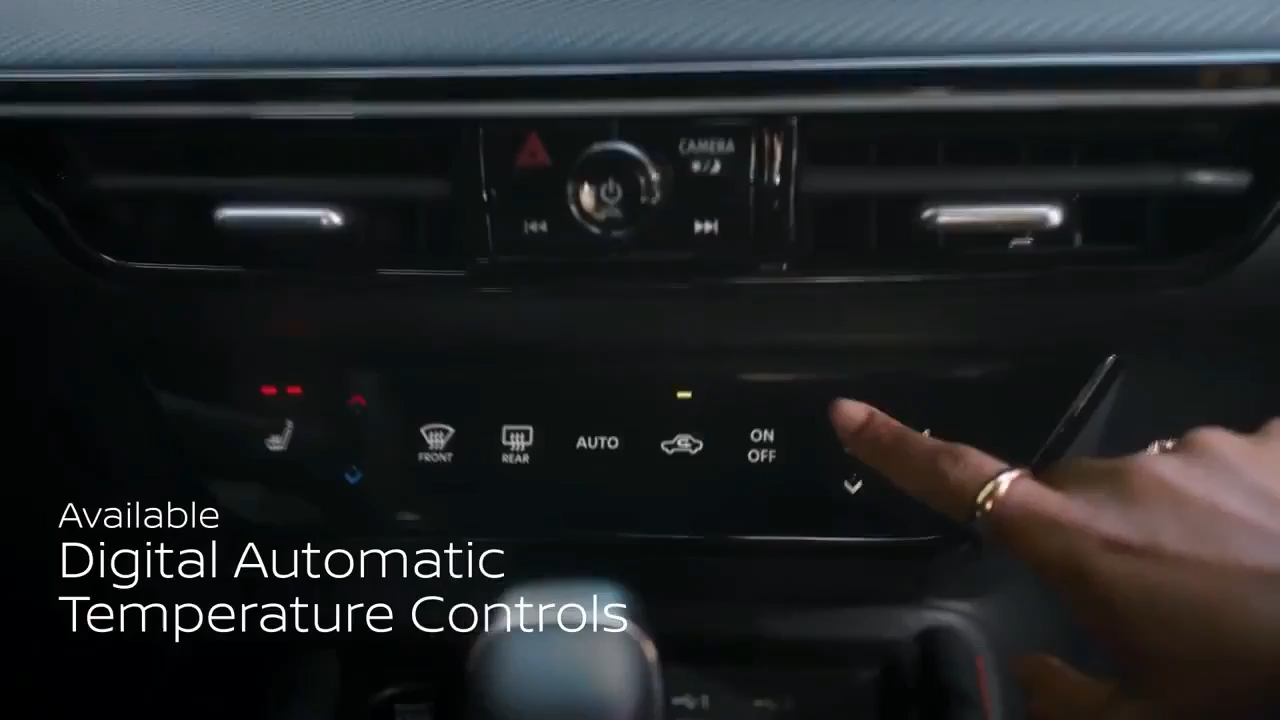 CAMERA
FRONT
REAR
AUTO
ON
OFF
Available
Digital Automatic
Temperature Controls